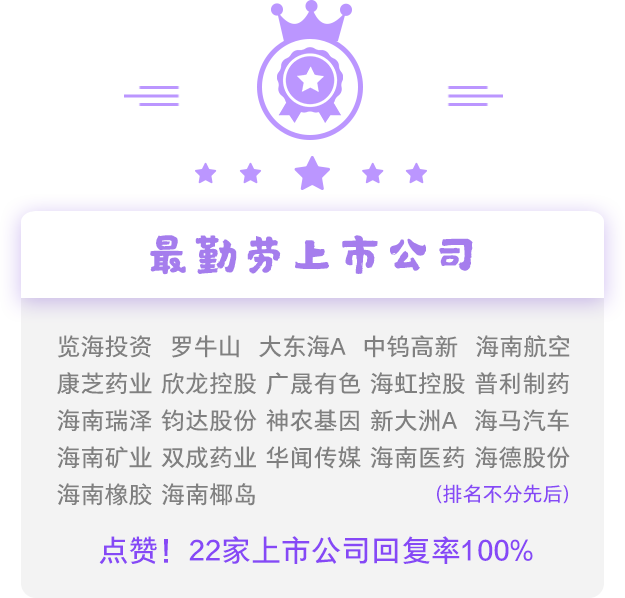 最勤劳上市公司
览海投资 罗牛山 大东海A 中钨高新 海南航空
康芝药业 欣龙控股 广晟有色 海虹控股 普利制药
海南瑞泽 钧达股份 神农基因 新大洲A 海马汽车
海南矿业 双成药业 华闻传媒 海南医药 海德股份
海南橡胶 海南椰岛 (排名不分先后)
点赞！22家上市公司回复率100%